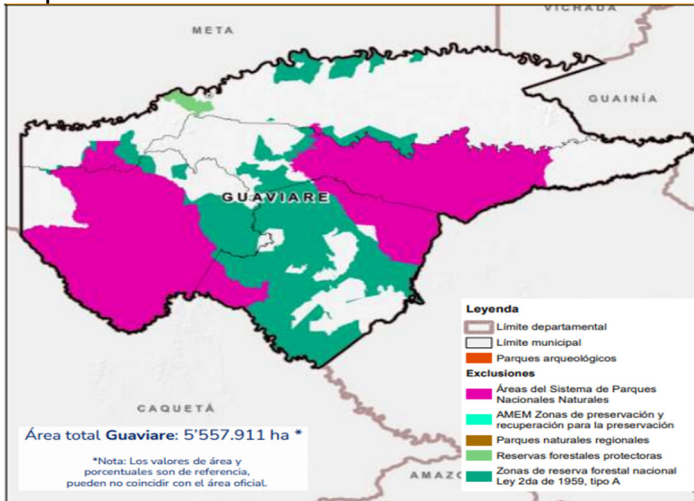 VICHADA
META
GUAINÍA
GUAVIARE
Leyenda
Límite departamental
Límite municipal
Parques arqueológicos
Exclusiones
Áreas del Sistema de Parques
Nacionales Naturales
AMEM Zonas de preservación y
recuperación para la preservación
Parques naturales regionales
Reservas forestales protectoras
Zonas de reserva forestal nacional
Ley 2da de 1959, tipo A
CAQUETÁ
Área total Guaviare: 5'557.911 ha *
*Nota: Los valores de área y
porcentuales son de referencia,
pueden no coincidir con el área oficial.
AMAZO